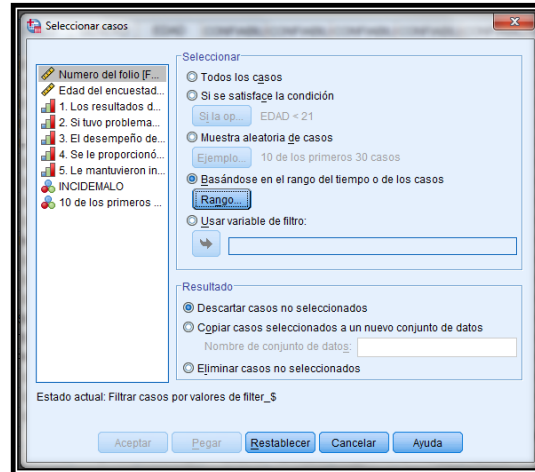 Seleccionar casos
Numero del folio [F...
Edad del encuestad...
1. Los resultados d...
2. Si tuvo problema...
3. El desempeño de...
4. Se le proporcionó...
5. Le mantuvieron in...
INCIDEMALO
10 de los primeros ...
Seleccionar
Todos los casos
Si se satisface la condición
Si la op... EDAD < 21
Muestra aleatoria de casos
Ejemplo... 10 de los primeros 30 casos
Basándose en el rango del tiempo o de los casos
Rango...
Usar variable de filtro:
Resultado
Descartar casos no seleccionados
Copiar casos seleccionados a un nuevo conjunto de datos
Nombre de conjunto de datos:
Eliminar casos no seleccionados
Estado actual: Filtrar casos por valores de filter_$
Aceptar Pegar Restablecer Cancelar Ayuda